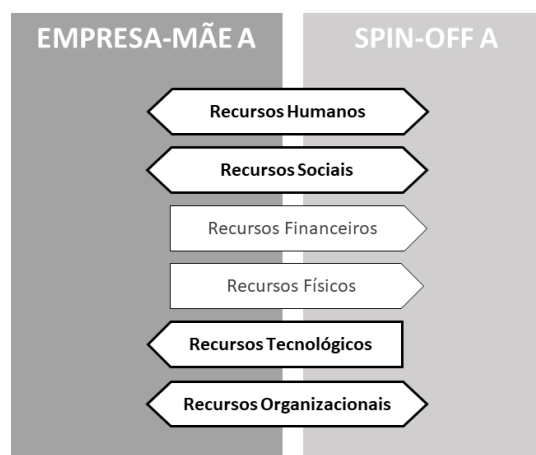 EMPRESA-MÃE A
SPIN-OFF A
Recursos Humanos
Recursos Sociais
Recursos Financeiros
Recursos Físicos
Recursos Tecnológicos
Recursos Organizacionais